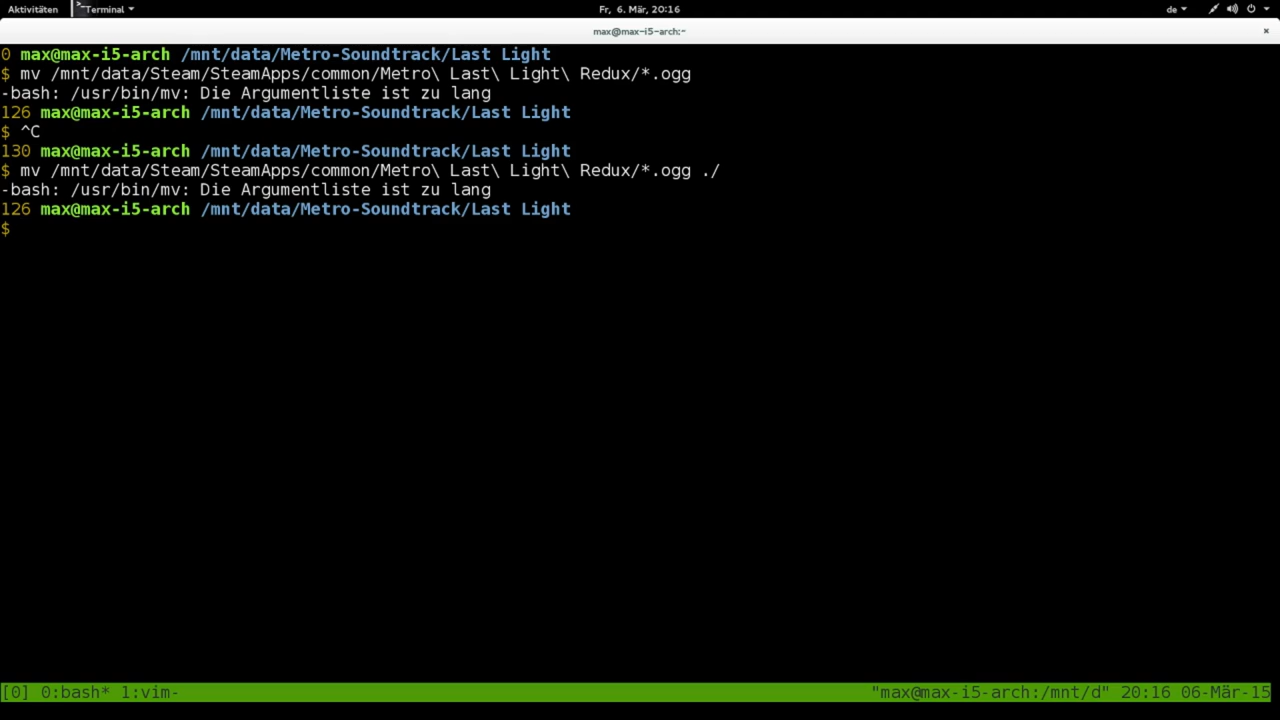 Aktivitäten Terminal Fr, 6. Mär, 20:16 de
max@max-i5-arch:~
0 max@max-i5-arch /mnt/data/Metro-Soundtrack/Last Light
$ mv /mnt/data/Steam/SteamApps/common/Metro\ Last\ Light\ Redux/*.ogg
-bash: /usr/bin/mv: Die Argumentliste ist zu lang
126 max@max-i5-arch /mnt/data/Metro-Soundtrack/Last Light
$ ^C
130 max@max-i5-arch /mnt/data/Metro-Soundtrack/Last Light
$ mv /mnt/data/Steam/SteamApps/common/Metro\ Last\ Light\ Redux/*.ogg ./
-bash: /usr/bin/mv: Die Argumentliste ist zu lang
126 max@max-i5-arch /mnt/data/Metro-Soundtrack/Last Light
$
[0] 0:bash* 1:vim- "max@max-i5-arch:/mnt/d" 20:16 06-Mär-15